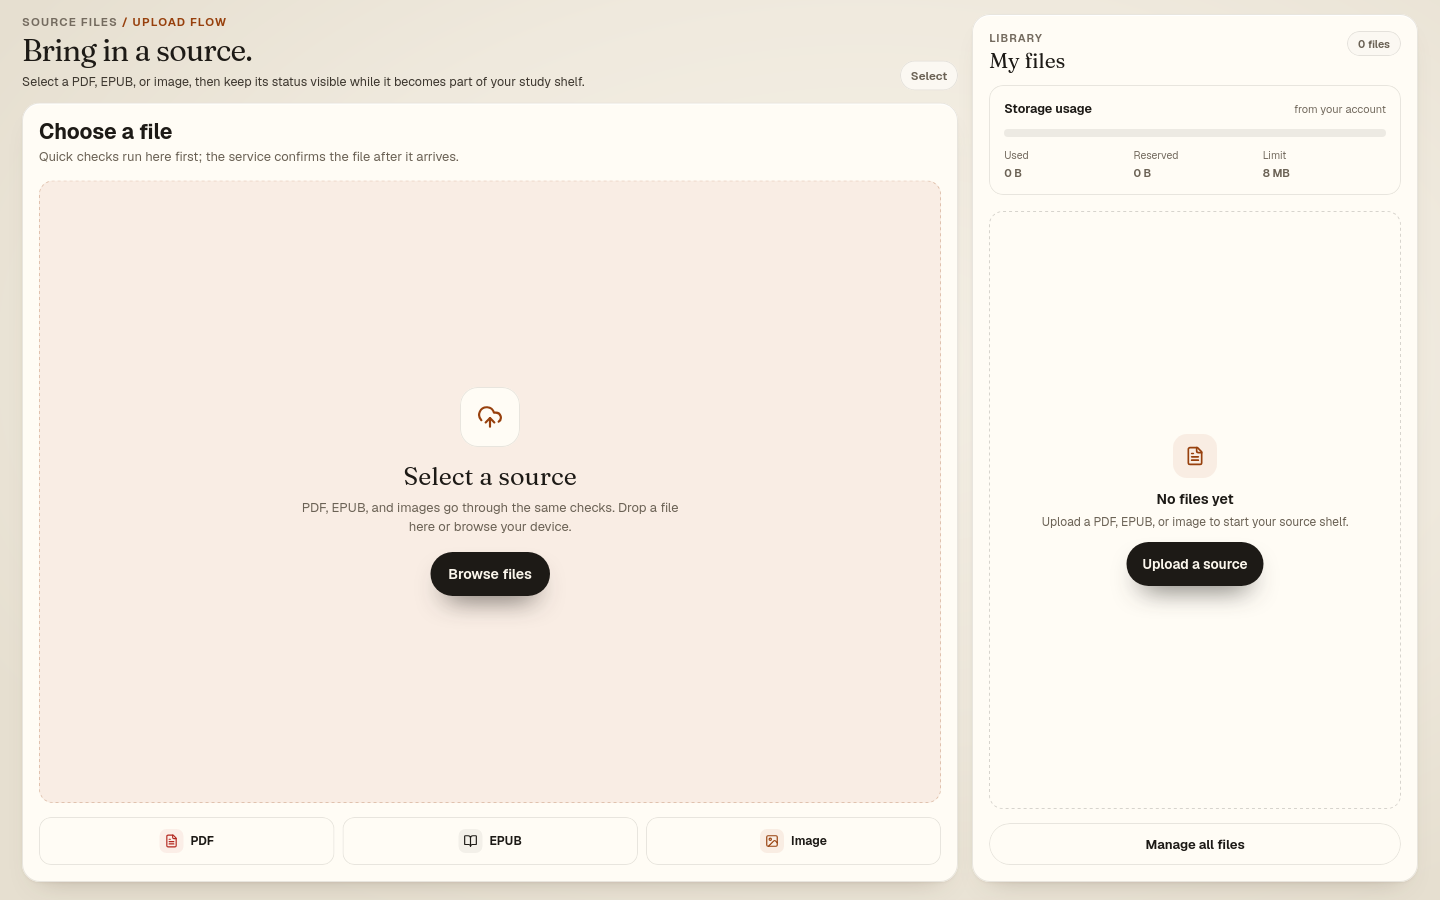 SOURCE FILES / UPLOAD FLOW
Bring in a source.
Select a PDF, EPUB, or image, then keep its status visible while it becomes part of your study shelf.
Select
Choose a file
Quick checks run here first; the service confirms the file after it arrives.
Select a source
PDF, EPUB, and images go through the same checks. Drop a file
here or browse your device.
Browse files
PDF
EPUB
Image
LIBRARY
My files
0 files
Storage usage
from your account
Used
Reserved
Limit
0 B
0 B
8 MB
No files yet
Upload a PDF, EPUB, or image to start your source shelf.
Upload a source
Manage all files